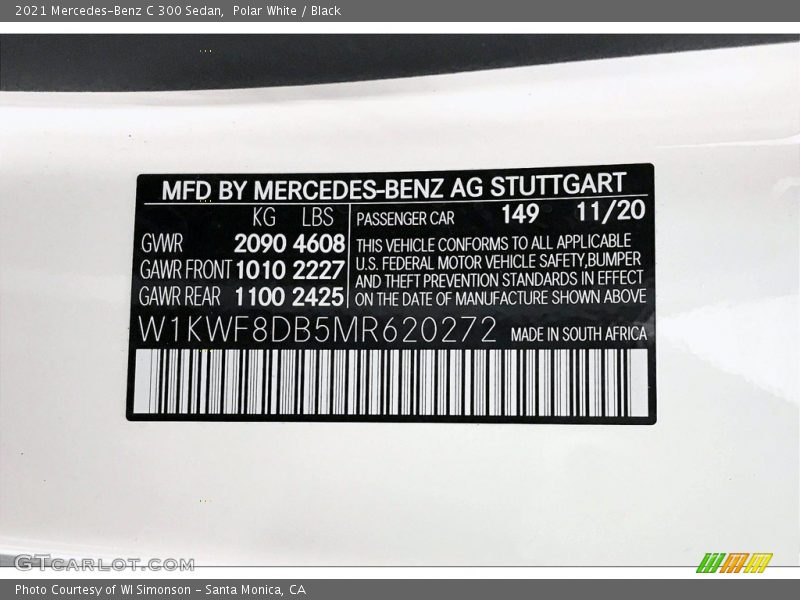 2021 Mercedes-Benz C 300 Sedan,  Polar White / Black
MFD BY MERCEDES-BENZ AG STUTTGART
KG LBS
GVWR 2090 4608
GAWR FRONT 1010 2227
GAWR REAR 1100 2425
PASSENGER CAR 149 11/20
THIS VEHICLE CONFORMS TO ALL APPLICABLE
U.S. FEDERAL MOTOR VEHICLE SAFETY,BUMPER
AND THEFT PREVENTION STANDARDS IN EFFECT
ON THE DATE OF MANUFACTURE SHOWN ABOVE
W1KWF8DB5MR620272 MADE IN SOUTH AFRICA
GTCARLOT.COM
Photo Courtesy of WI Simonson - Santa Monica, CA